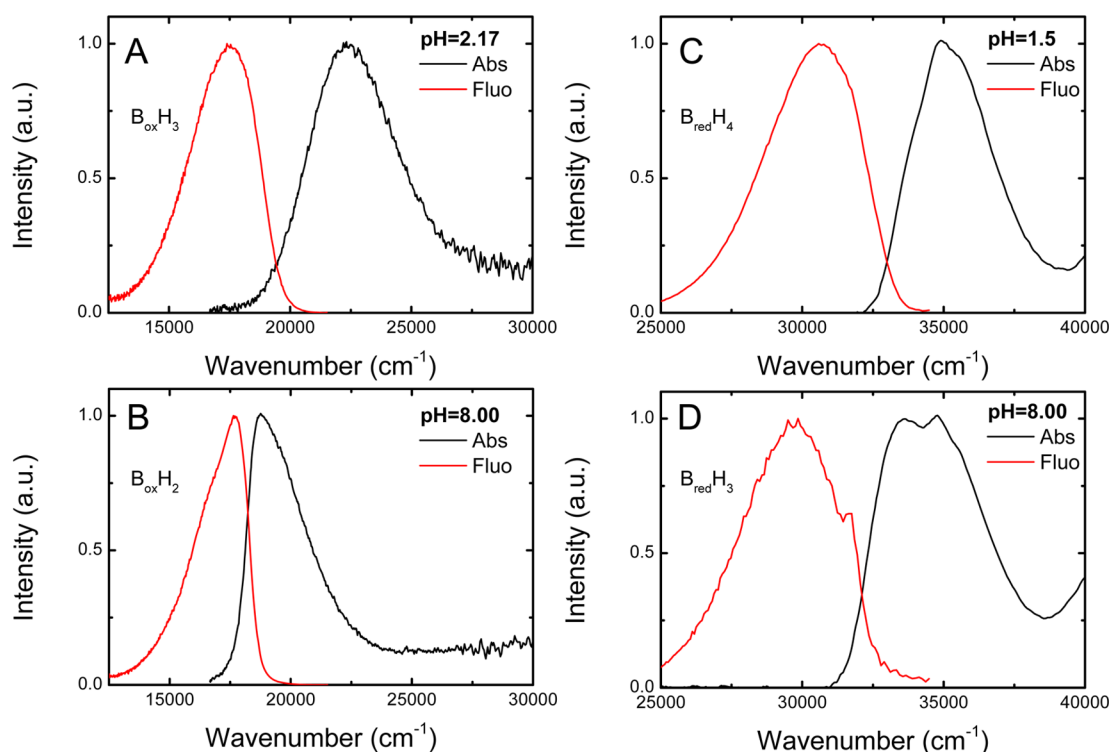 A
pH=2.17
Abs
Fluo
BoxH3
Intensity (a.u.)
1.0
0.5
0.0
15000 20000 25000 30000
Wavenumber (cm-1)
C
pH=1.5
Abs
Fluo
BredH4
Intensity (a.u.)
1.0
0.5
0.0
25000 30000 35000 40000
Wavenumber (cm-1)
B
pH=8.00
Abs
Fluo
BoxH2
Intensity (a.u.)
1.0
0.5
0.0
15000 20000 25000 30000
Wavenumber (cm-1)
D
pH=8.00
Abs
Fluo
BredH3
Intensity (a.u.)
1.0
0.5
0.0
25000 30000 35000 40000
Wavenumber (cm-1)